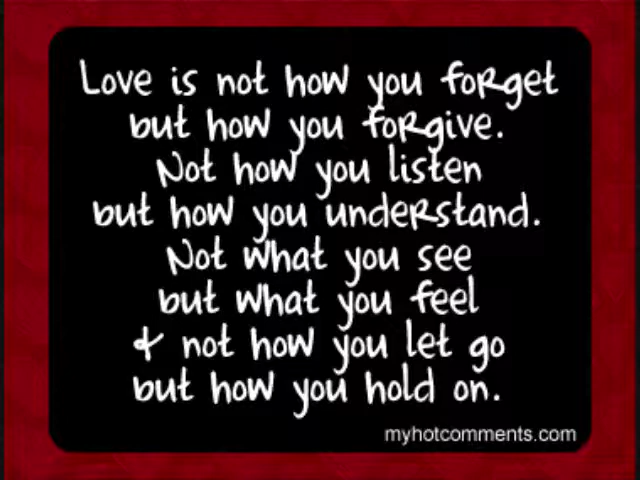 Love is not how you forget
but how you forgive.
Not how you listen
but how you understand.
Not what you see
but what you feel
& not how you let go
but how you hold on.
myhotcomments.com